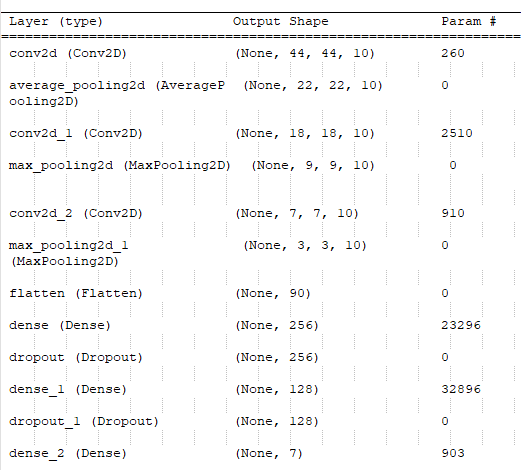 Layer (type) Output Shape Param #
conv2d (Conv2D) (None, 44, 44, 10) 260
average_pooling2d (AverageP (None, 22, 22, 10) 0
ooling2D)
conv2d_1 (Conv2D) (None, 18, 18, 10) 2510
max_pooling2d (MaxPooling2D) (None, 9, 9, 10) 0
conv2d_2 (Conv2D) (None, 7, 7, 10) 910
max_pooling2d_1 (None, 3, 3, 10) 0
(MaxPooling2D)
flatten (Flatten) (None, 90) 0
dense (Dense) (None, 256) 23296
dropout (Dropout) (None, 256) 0
dense_1 (Dense) (None, 128) 32896
dropout_1 (Dropout) (None, 128) 0
dense_2 (Dense) (None, 7) 903